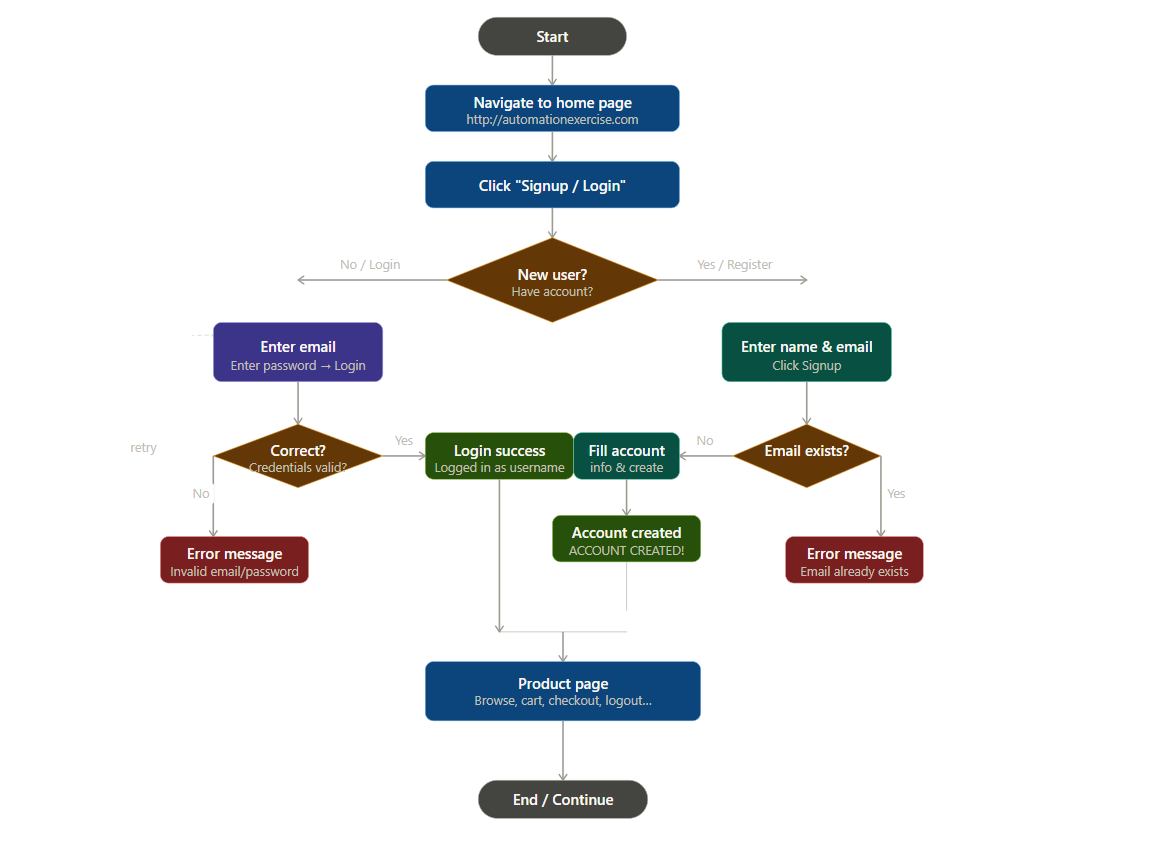 Start
Navigate to home page
http://automationexercise.com
Click "Signup / Login"
No / Login
Yes / Register
New user?
Have account?
Enter email
Enter password → Login
Enter name & email
Click Signup
retry
Correct?
Credentials valid?
Yes
Login success
Logged in as username
Fill account
info & create
No
Email exists?
No
Yes
Error message
Invalid email/password
Account created
ACCOUNT CREATED!
Error message
Email already exists
Product page
Browse, cart, checkout, logout...
End / Continue